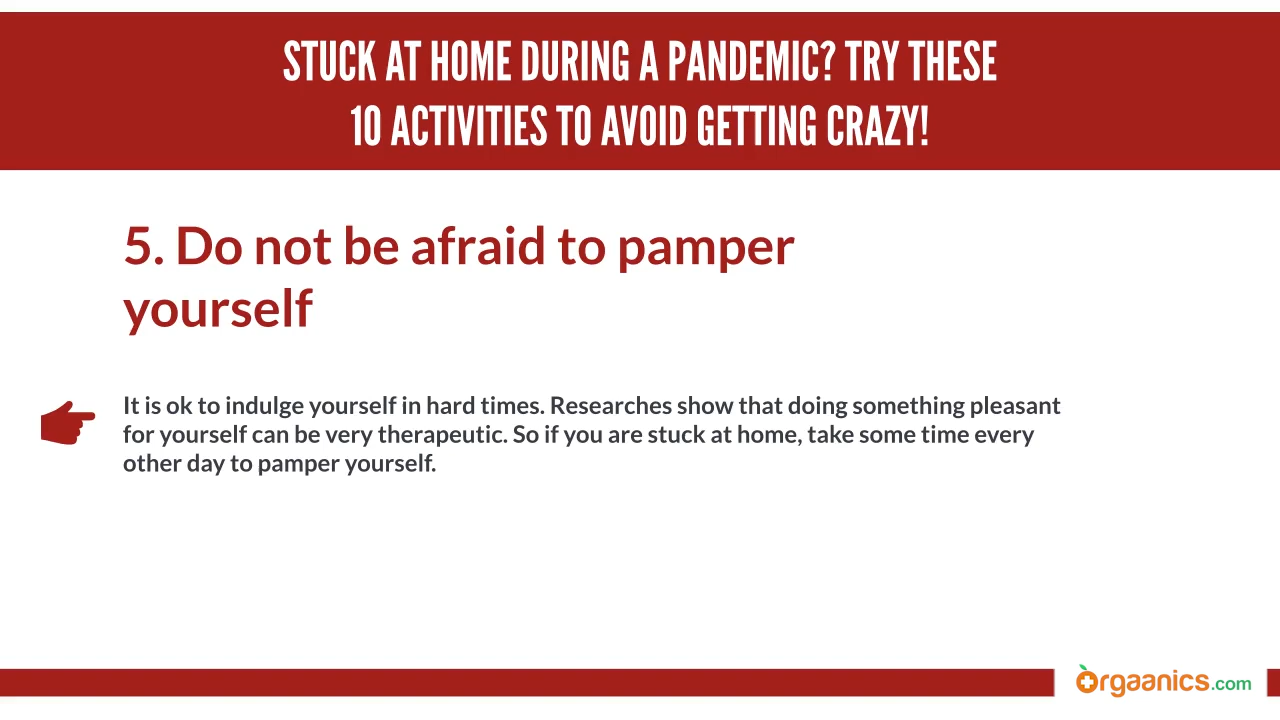 STUCK AT HOME DURING A PANDEMIC? TRY THESE
10 ACTIVITIES TO AVOID GETTING CRAZY!
5. Do not be afraid to pamper
yourself
It is ok to indulge yourself in hard times. Researches show that doing something pleasant
for yourself can be very therapeutic. So if you are stuck at home, take some time every
other day to pamper yourself.
Orgaanics.com